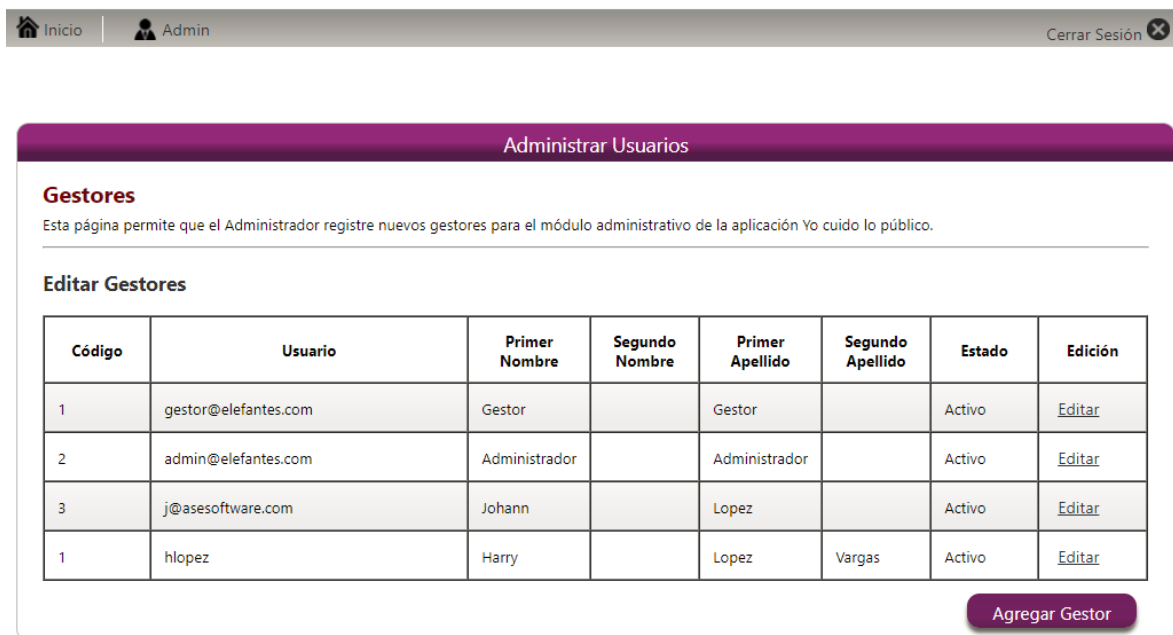 Inicio Admin Cerrar Sesión
Administrar Usuarios
Gestores
Esta página permite que el Administrador registre nuevos gestores para el módulo administrativo de la aplicación Yo cuido lo público.
Editar Gestores
Código Usuario Primer Nombre Segundo Nombre Primer Apellido Segundo Apellido Estado Edición
1 gestor@elefantes.com Gestor Gestor Activo Editar
2 admin@elefantes.com Administrador Administrador Activo Editar
3 j@asesoftware.com Johann Lopez Activo Editar
1 hlopez Harry Lopez Vargas Activo Editar
Agregar Gestor